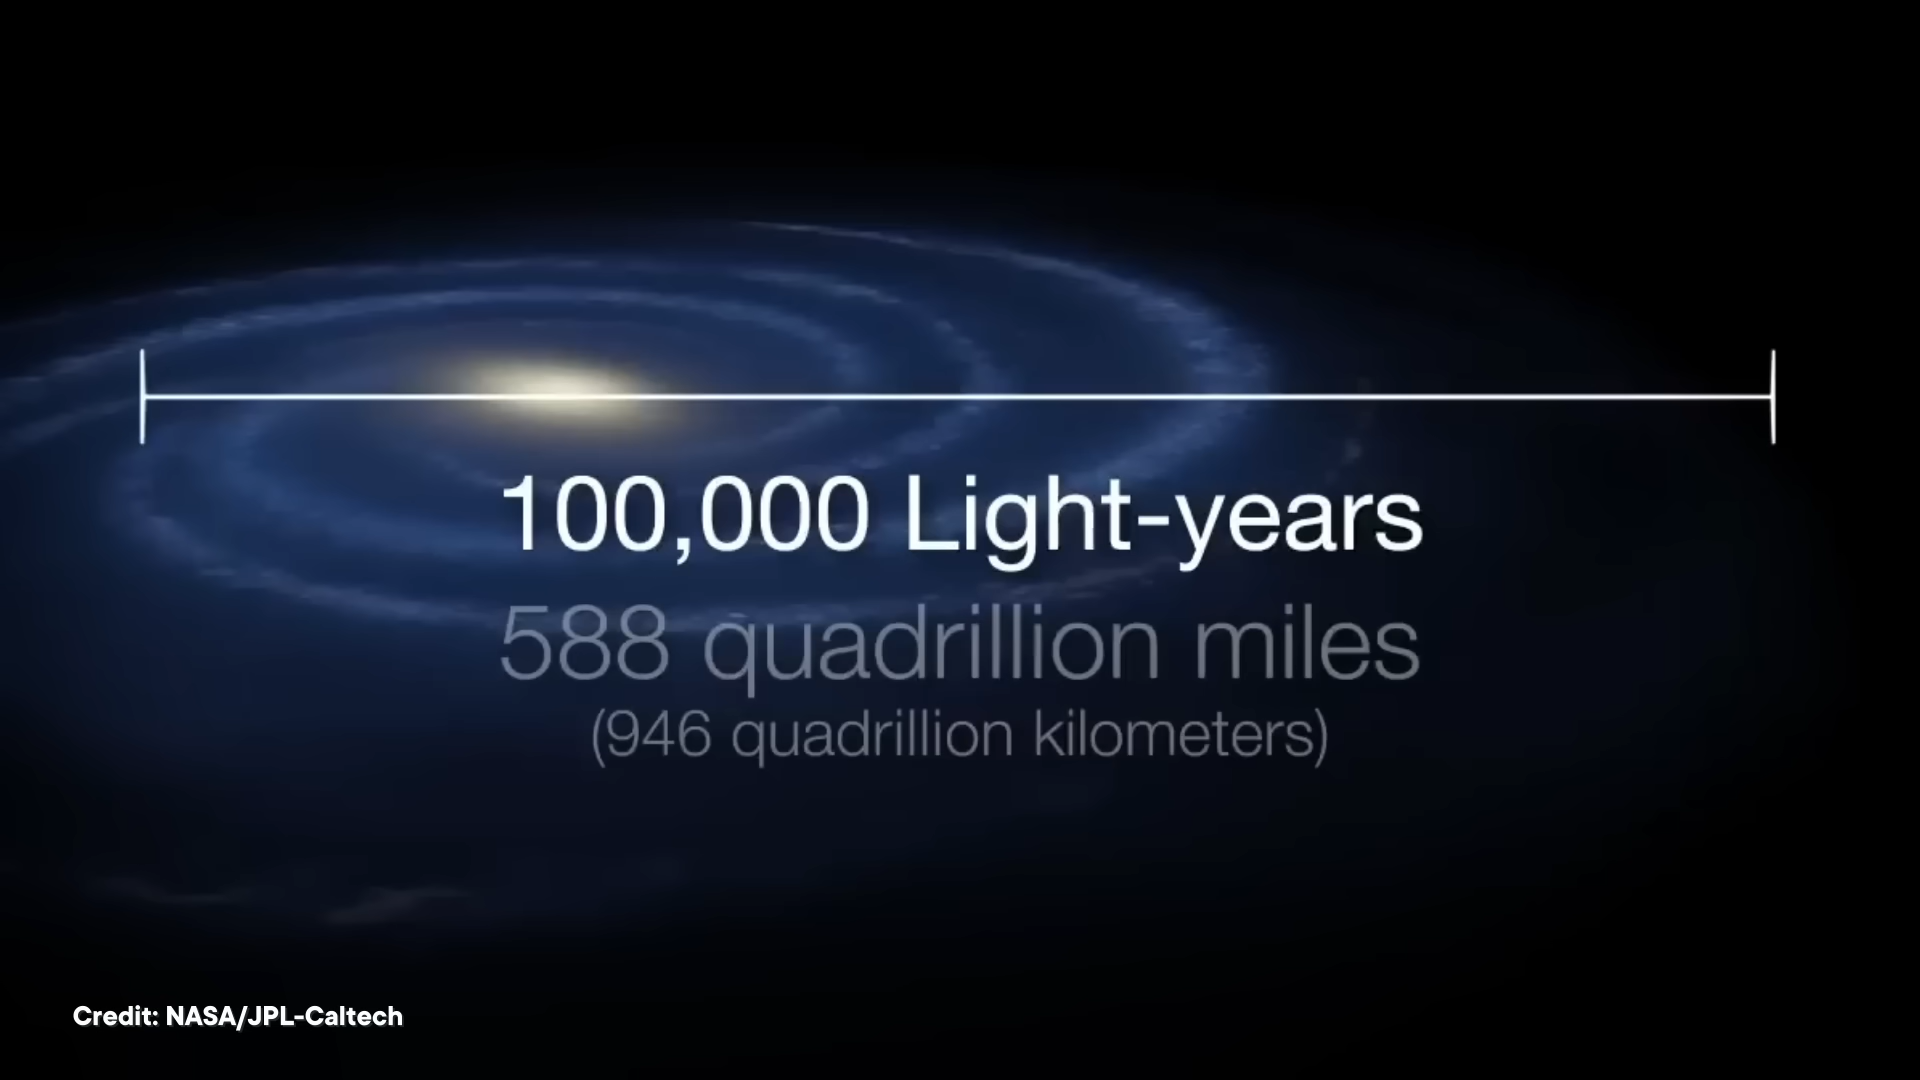 100,000 Light-years
588 quadrillion miles
(946 quadrillion kilometers)
Credit: NASA/JPL-Caltech